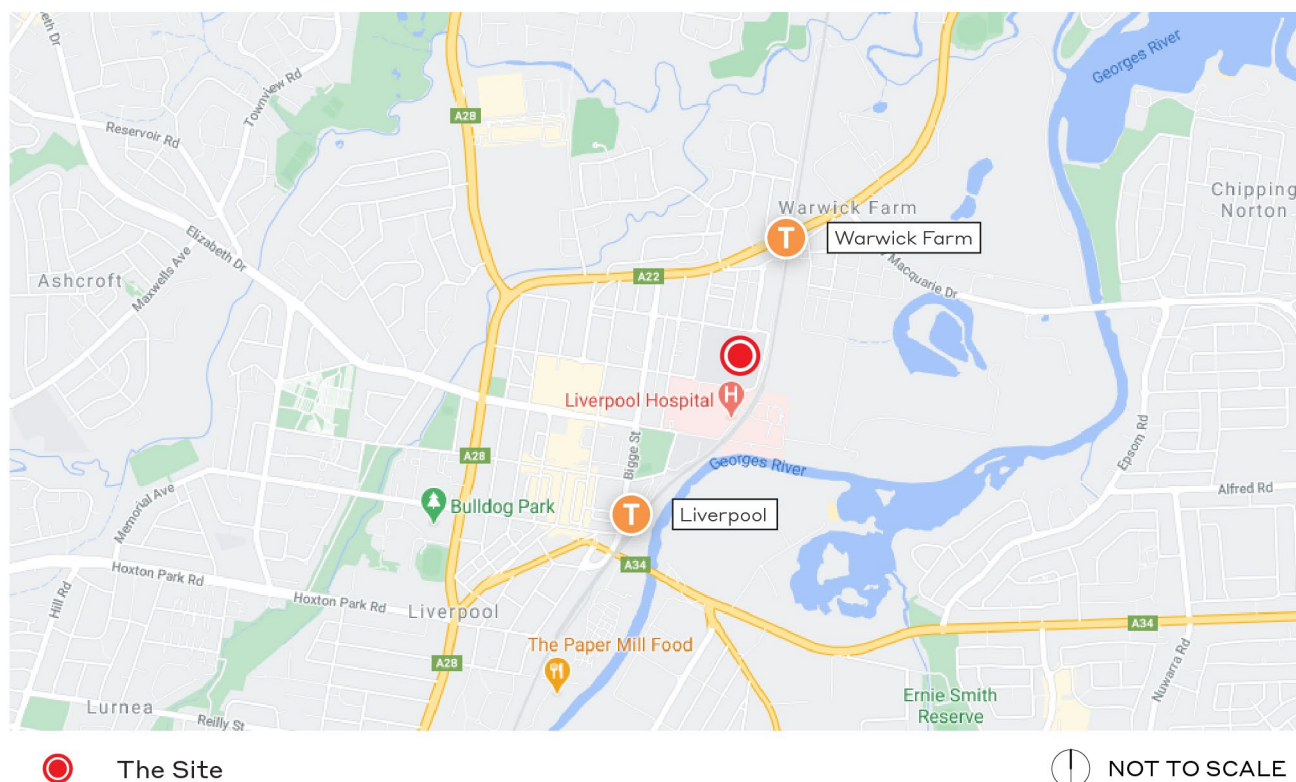 Elizabeth Dr
Townview Rd
Reservoir Rd
A28
Georges River
Chipping
Norton
Warwick Farm
T
Warwick Farm
Elizabeth Dr
Maxwells Ave
Ashcroft
A22
Macquarie Dr
Liverpool Hospital
H
Bigge St
A28
Georges River
Epsom Rd
Alfred Rd
Memorial Ave
Bulldog Park
T
Liverpool
Hoxton Park Rd
Hoxton Park Rd
Hill Rd
Liverpool
A34
A34
The Paper Mill Food
A28
Nuwarra Rd
Ernie Smith
Reserve
Lurnea
Reilly St
The Site
NOT TO SCALE